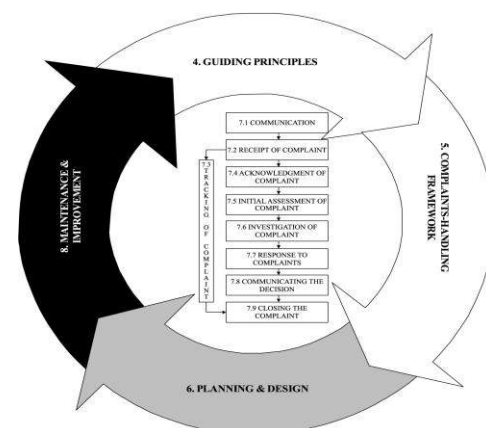 4. GUIDING PRINCIPLES
5. COMPLAINTS-HANDLING
FRAMEWORK
6. PLANNING & DESIGN
8. MAINTENANCE &
IMPROVEMENT
7.1 COMMUNICATION
7.2 RECEIPT OF COMPLAINT
7.3 TRACKING OF COMPLAINT
7.4 ACKNOWLEDGMENT OF
COMPLAINT
7.5 INITIAL ASSESSMENT OF
COMPLAINT
7.6 INVESTIGATION OF
COMPLAINT
7.7 RESPONSE TO
COMPLAINTS
7.8 COMMUNICATING THE
DECISION
7.9 CLOSING THE
COMPLAINT